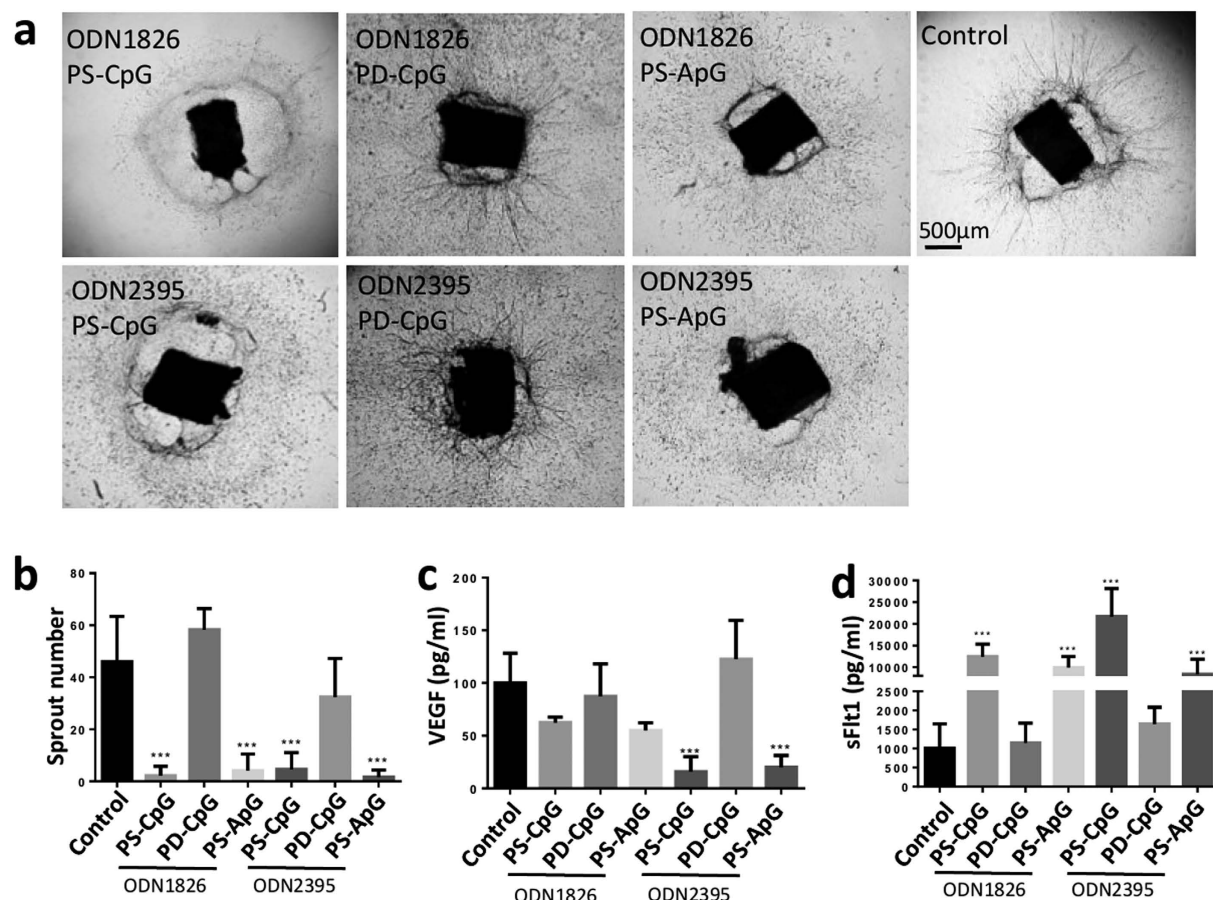 a
ODN1826
PS-CpG
ODN1826
PD-CpG
ODN1826
PS-ApG
Control
500µm
ODN2395
PS-CpG
ODN2395
PD-CpG
ODN2395
PS-ApG
b
Sprout number
80
60
40
20
0
***
***
***
***
Control
PS-CpG
PD-CpG
PS-ApG
PS-CpG
PD-CpG
PS-ApG
ODN1826
ODN2395
c
VEGF (pg/ml)
200
150
100
50
0
***
***
Control
PS-CpG
PD-CpG
PS-ApG
PS-CpG
PD-CpG
PS-ApG
ODN1826
ODN2395
d
sFlt1 (pg/ml)
30000
25000
20000
15000
10000
5000
2500
2000
1500
1000
500
0
***
***
***
***
Control
PS-CpG
PD-CpG
PS-ApG
PS-CpG
PD-CpG
PS-ApG
ODN1826
ODN2395